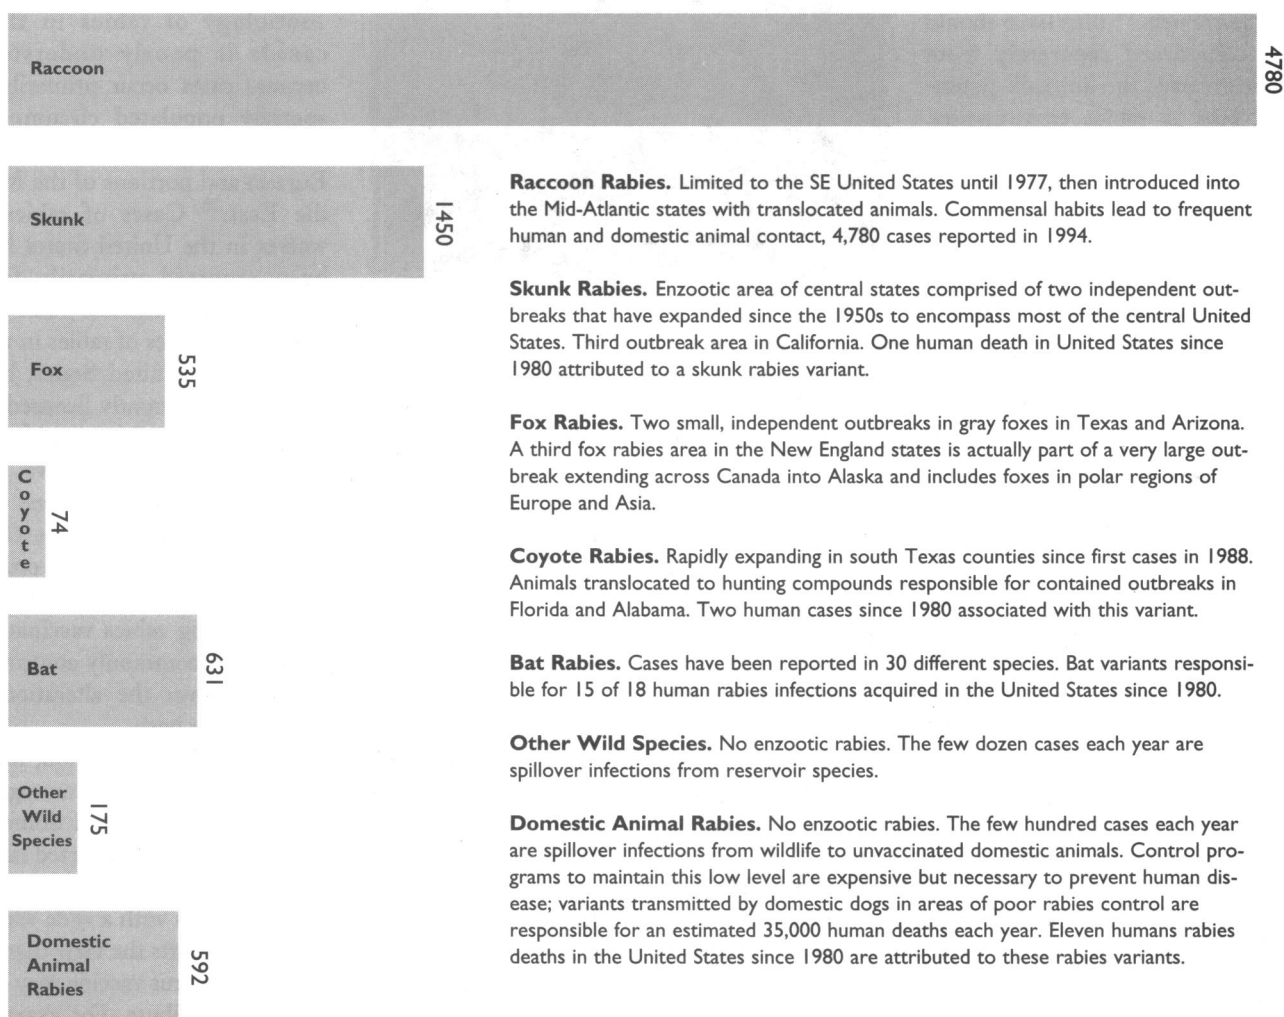 Raccoon
4780
Skunk
1450
Fox
535
Coyote
74
Bat
631
Other
Wild
Species
175
Domestic
Animal
Rabies
592
Raccoon Rabies. Limited to the SE United States until 1977, then introduced into
the Mid-Atlantic states with translocated animals. Commensal habits lead to frequent
human and domestic animal contact, 4,780 cases reported in 1994.
Skunk Rabies. Enzootic area of central states comprised of two independent out-
breaks that have expanded since the 1950s to encompass most of the central United
States. Third outbreak area in California. One human death in United States since
1980 attributed to a skunk rabies variant.
Fox Rabies. Two small, independent outbreaks in gray foxes in Texas and Arizona.
A third fox rabies area in the New England states is actually part of a very large out-
break extending across Canada into Alaska and includes foxes in polar regions of
Europe and Asia.
Coyote Rabies. Rapidly expanding in south Texas counties since first cases in 1988.
Animals translocated to hunting compounds responsible for contained outbreaks in
Florida and Alabama. Two human cases since 1980 associated with this variant.
Bat Rabies. Cases have been reported in 30 different species. Bat variants responsi-
ble for 15 of 18 human rabies infections acquired in the United States since 1980.
Other Wild Species. No enzootic rabies. The few dozen cases each year are
spillover infections from reservoir species.
Domestic Animal Rabies. No enzootic rabies. The few hundred cases each year
are spillover infections from wildlife to unvaccinated domestic animals. Control pro-
grams to maintain this low level are expensive but necessary to prevent human dis-
ease; variants transmitted by domestic dogs in areas of poor rabies control are
responsible for an estimated 35,000 human deaths each year. Eleven humans rabies
deaths in the United States since 1980 are attributed to these rabies variants.